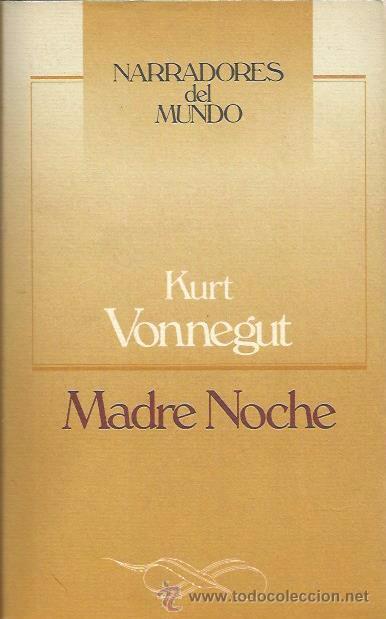 NARRADORES
del
MUNDO
Kurt
Vonnegut
Madre Noche
www.todocoleccion.net